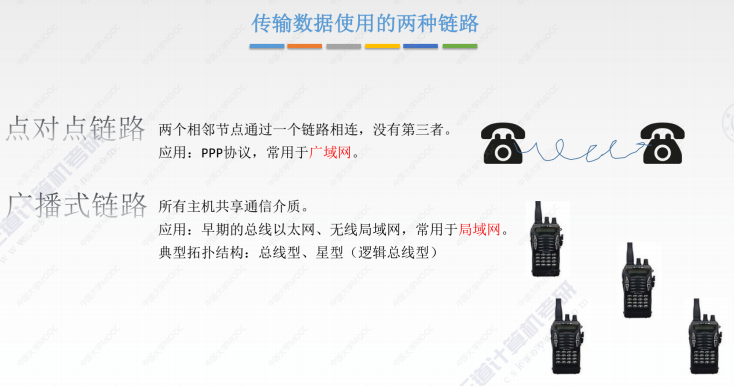 传输数据使用的两种链路
点对点链路
两个相邻节点通过一个链路相连，没有第三者。
应用：PPP协议，常用于广域网。
广播式链路
所有主机共享通信介质。
应用：早期的总线以太网、无线局域网，常用于局域网。
典型拓扑结构：总线型、星型（逻辑总线型）